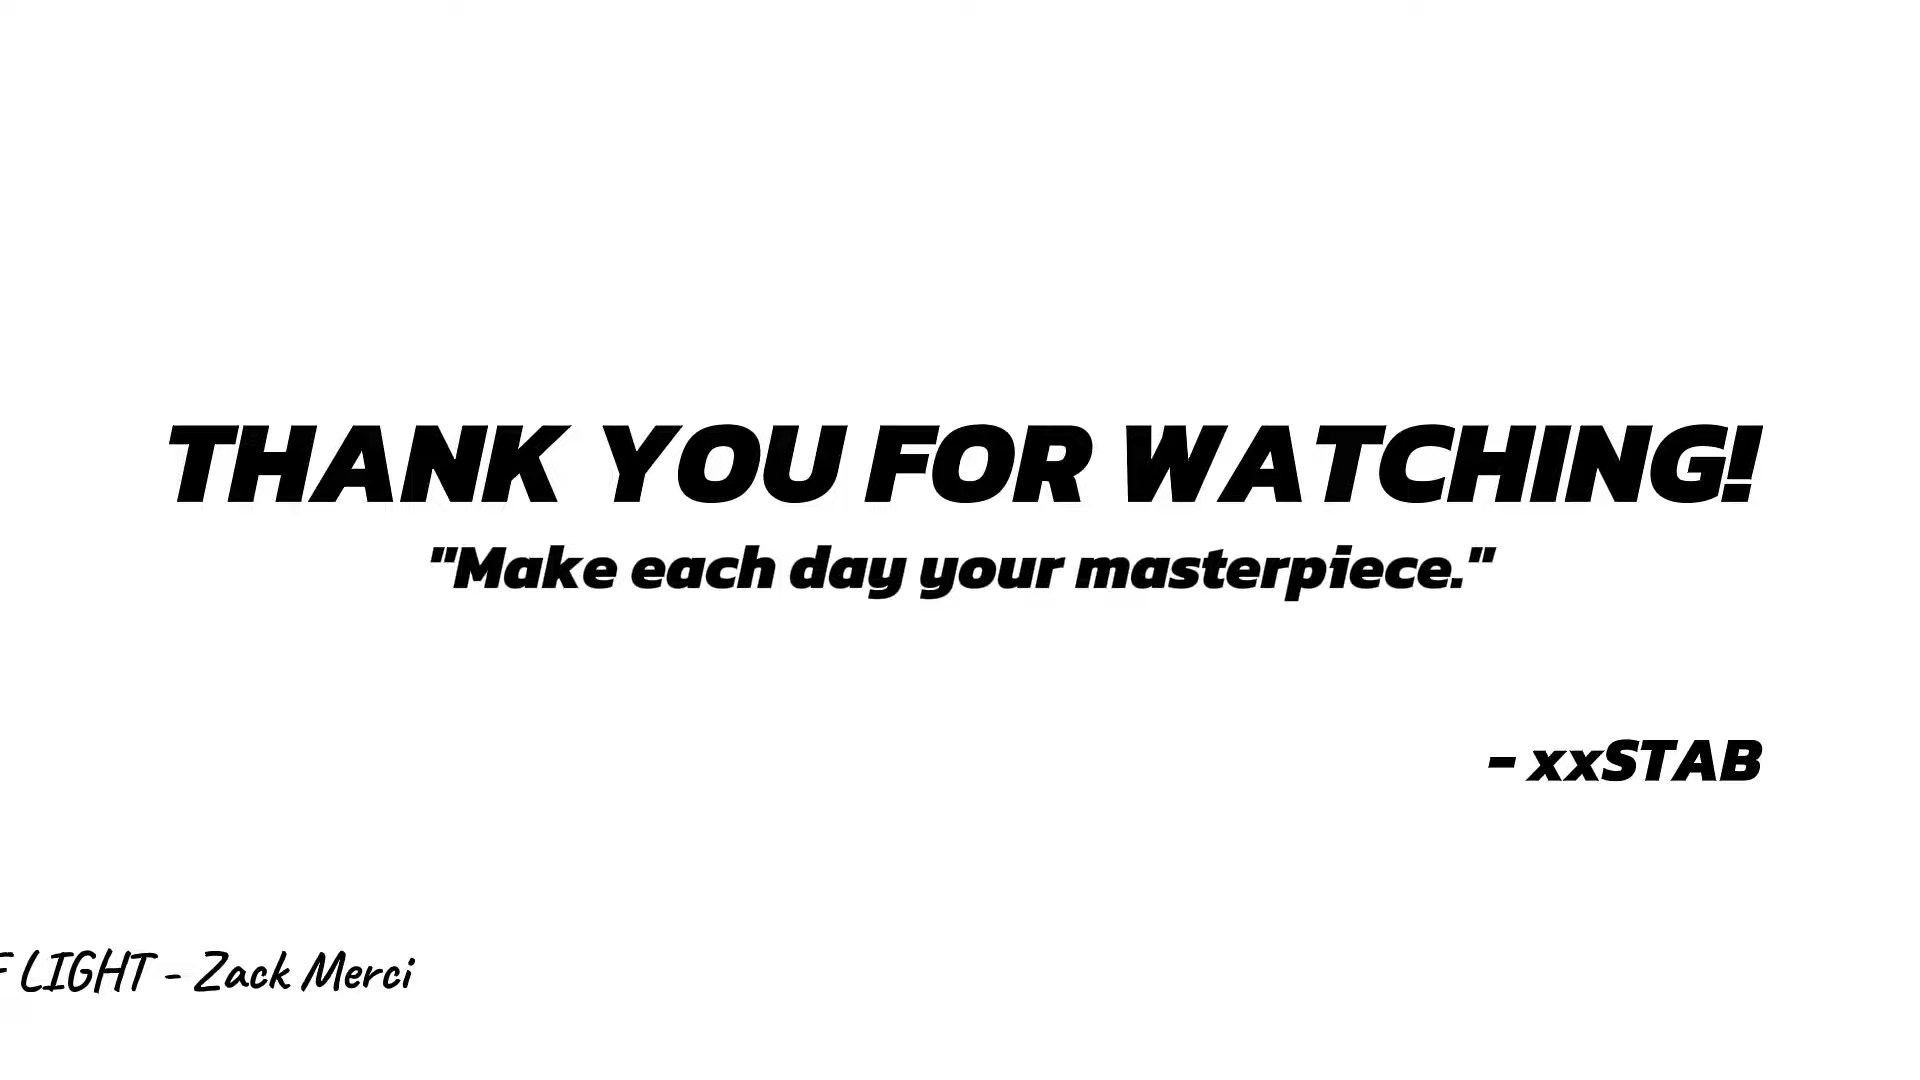 THANK YOU FOR WATCHING!
"Make each day your masterpiece."
- xxSTAB
LIGHT - Zack Merci